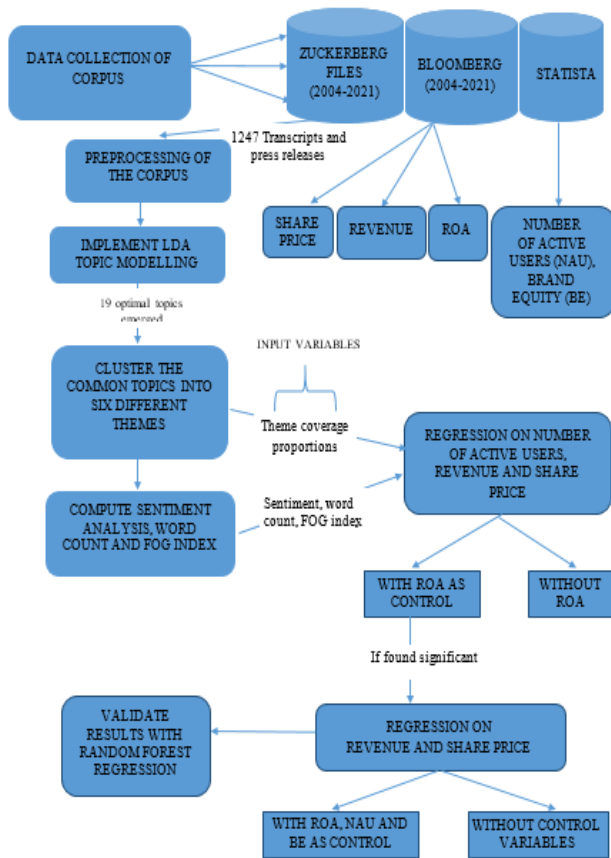 DATA COLLECTION OF
CORPUS
ZUCKERBERG
FILES
(2004-2021)
BLOOMBERG
(2004-2021)
STATISTA
1247 Transcripts and
press releases
PREPROCESSING OF
THE CORPUS
SHARE
PRICE
REVENUE
ROA
NUMBER
OF ACTIVE
USERS (NAU),
BRAND
EQUITY (BE)
IMPLEMENT LDA
TOPIC MODELLING
19 optimal topics
emerged
INPUT VARIABLES
CLUSTER THE
COMMON TOPICS INTO
SIX DIFFERENT
THEMES
Theme coverage
proportions
REGRESSION ON NUMBER
OF ACTIVE USERS,
REVENUE AND SHARE
PRICE
COMPUTE SENTIMENT
ANALYSIS, WORD
COUNT AND FOG INDEX
Sentiment, word
count, FOG index
WITH ROA AS
CONTROL
WITHOUT
ROA
If found significant
VALIDATE
RESULTS WITH
RANDOM FOREST
REGRESSION
REGRESSION ON
REVENUE AND SHARE PRICE
WITH ROA, NAU AND
BE AS CONTROL
WITHOUT CONTROL
VARIABLES